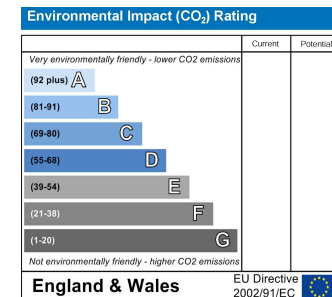 Environmental Impact (CO₂) Rating
Current Potential
Very environmentally friendly - lower CO2 emissions
(92 plus) A
(81-91) B
(69-80) C
(55-68) D
(39-54) E
(21-38) F
(1-20) G
Not environmentally friendly - higher CO2 emissions
England & Wales
EU Directive
2002/91/EC